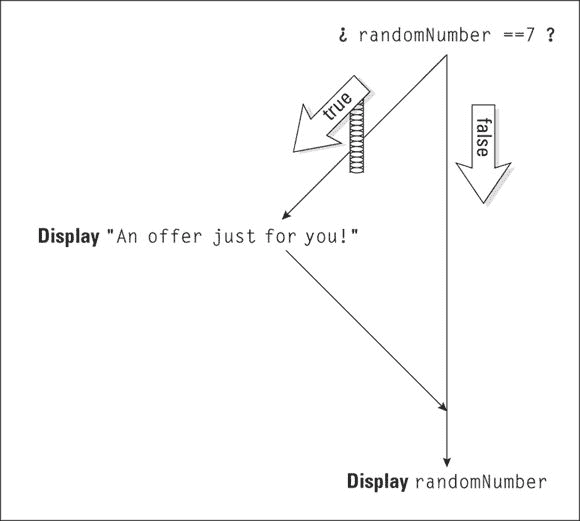 ¿ randomNumber ==7 ?
true
false
Display "An offer just for you!"
Display randomNumber